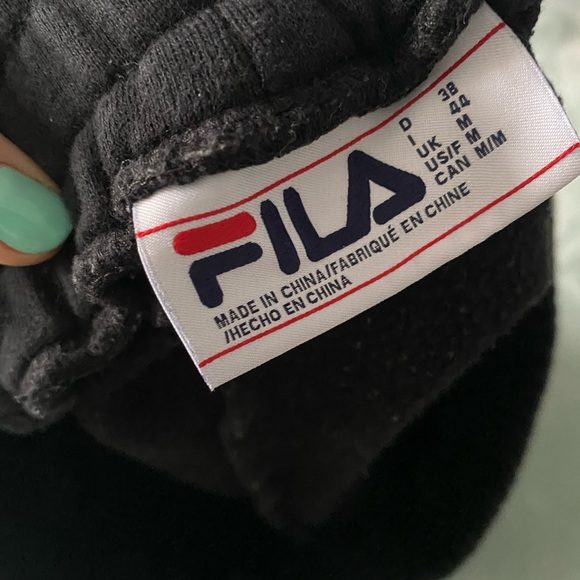 FILA
MADE IN CHINA/FABRIQUÉ EN CHINE
/HECHO EN CHINA
D 38
I 44
UK M
US/F M
CAN M/M